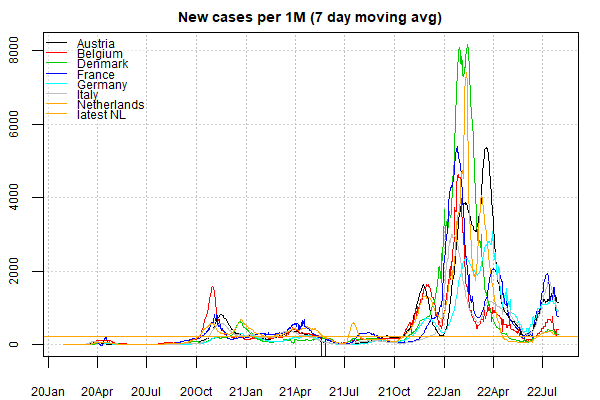 New cases per 1M (7 day moving avg)
8000
6000
4000
2000
0
Austria
Belgium
Denmark
France
Germany
Italy
Netherlands
latest NL
20Jan 20Apr 20Jul 20Oct 21Jan 21Apr 21Jul 21Oct 22Jan 22Apr 22Jul